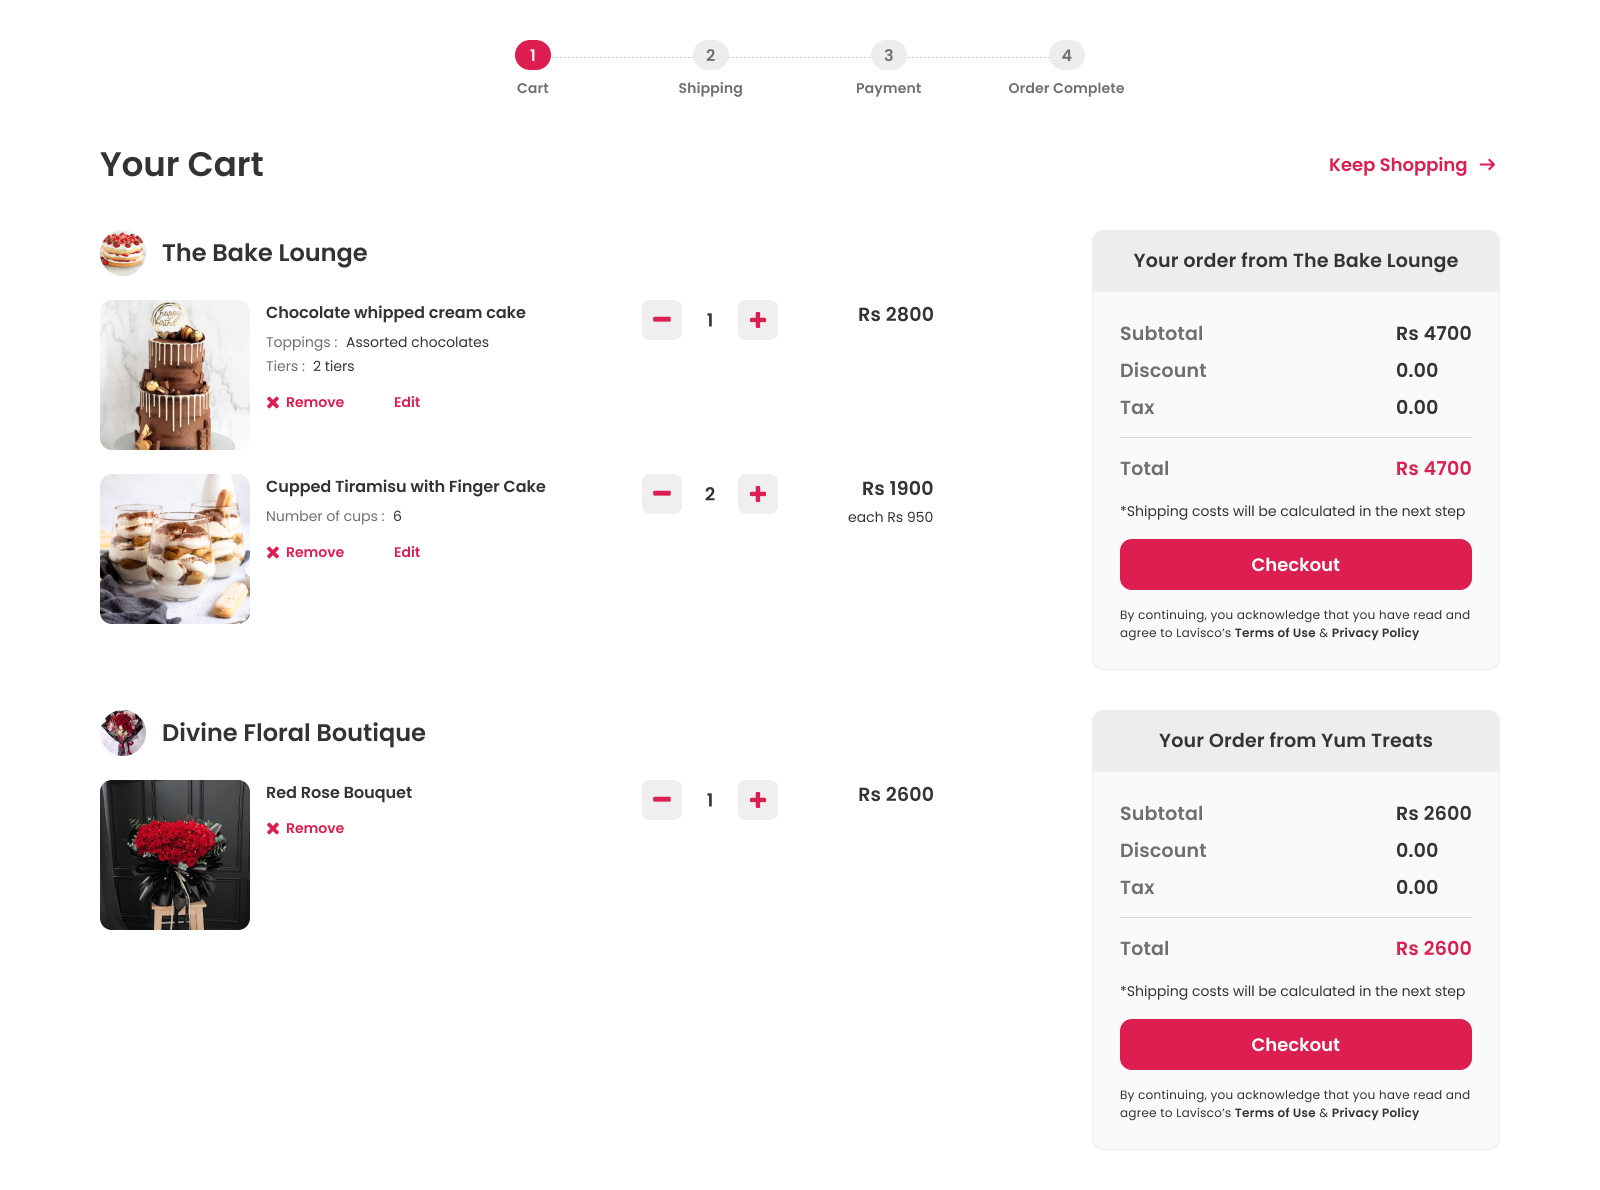 1 2 3 4
Cart Shipping Payment Order Complete
Your Cart
Keep Shopping →
The Bake Lounge
Chocolate whipped cream cake
Toppings : Assorted chocolates
Tiers : 2 tiers
Remove Edit
1
Rs 2800
happy
Cupped Tiramisu with Finger Cake
Number of cups : 6
Remove Edit
2
Rs 1900
each Rs 950
Your order from The Bake Lounge
Subtotal Rs 4700
Discount 0.00
Tax 0.00
Total Rs 4700
*Shipping costs will be calculated in the next step
Checkout
By continuing, you acknowledge that you have read and
agree to Lavisco’s Terms of Use & Privacy Policy
Divine Floral Boutique
Red Rose Bouquet
Remove
1
Rs 2600
Your Order from Yum Treats
Subtotal Rs 2600
Discount 0.00
Tax 0.00
Total Rs 2600
*Shipping costs will be calculated in the next step
Checkout
By continuing, you acknowledge that you have read and
agree to Lavisco’s Terms of Use & Privacy Policy